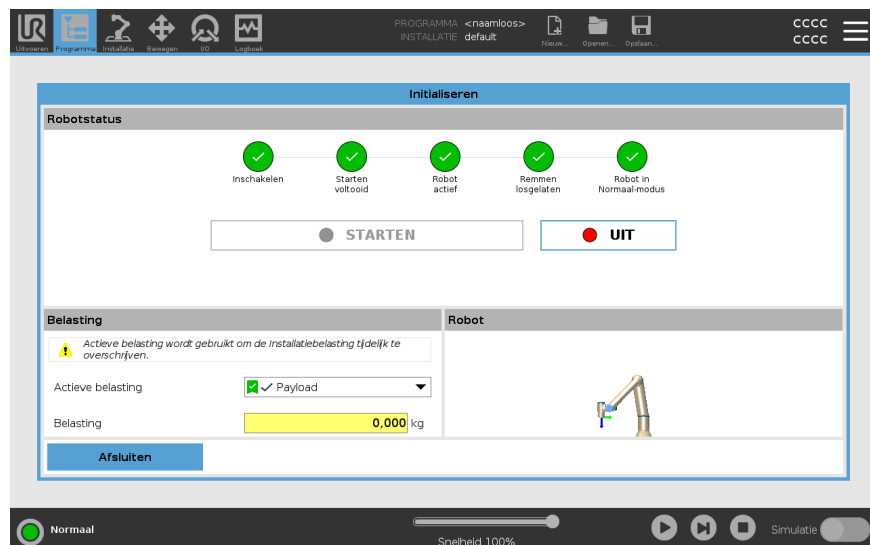 Uitvoeren Programma Installatie Bewegen I/O Logboek
PROGRAMMA <naamloos>
INSTALLATIE default
Nieuw... Openen... Opslaan...
cccc
cccc
Initialiseren
Robotstatus
Inschakelen
Starten
voltooid
Robot
actief
Remmen
losgelaten
Robot in
Normaal-modus
STARTEN
UIT
Belasting
Actieve belasting wordt gebruikt om de Installatiebelasting tijdelijk te
overschrijven.
Actieve belasting
Payload
Belasting
0,000 kg
Robot
Afsluiten
Normaal
Snelheid 100%
Simulatie